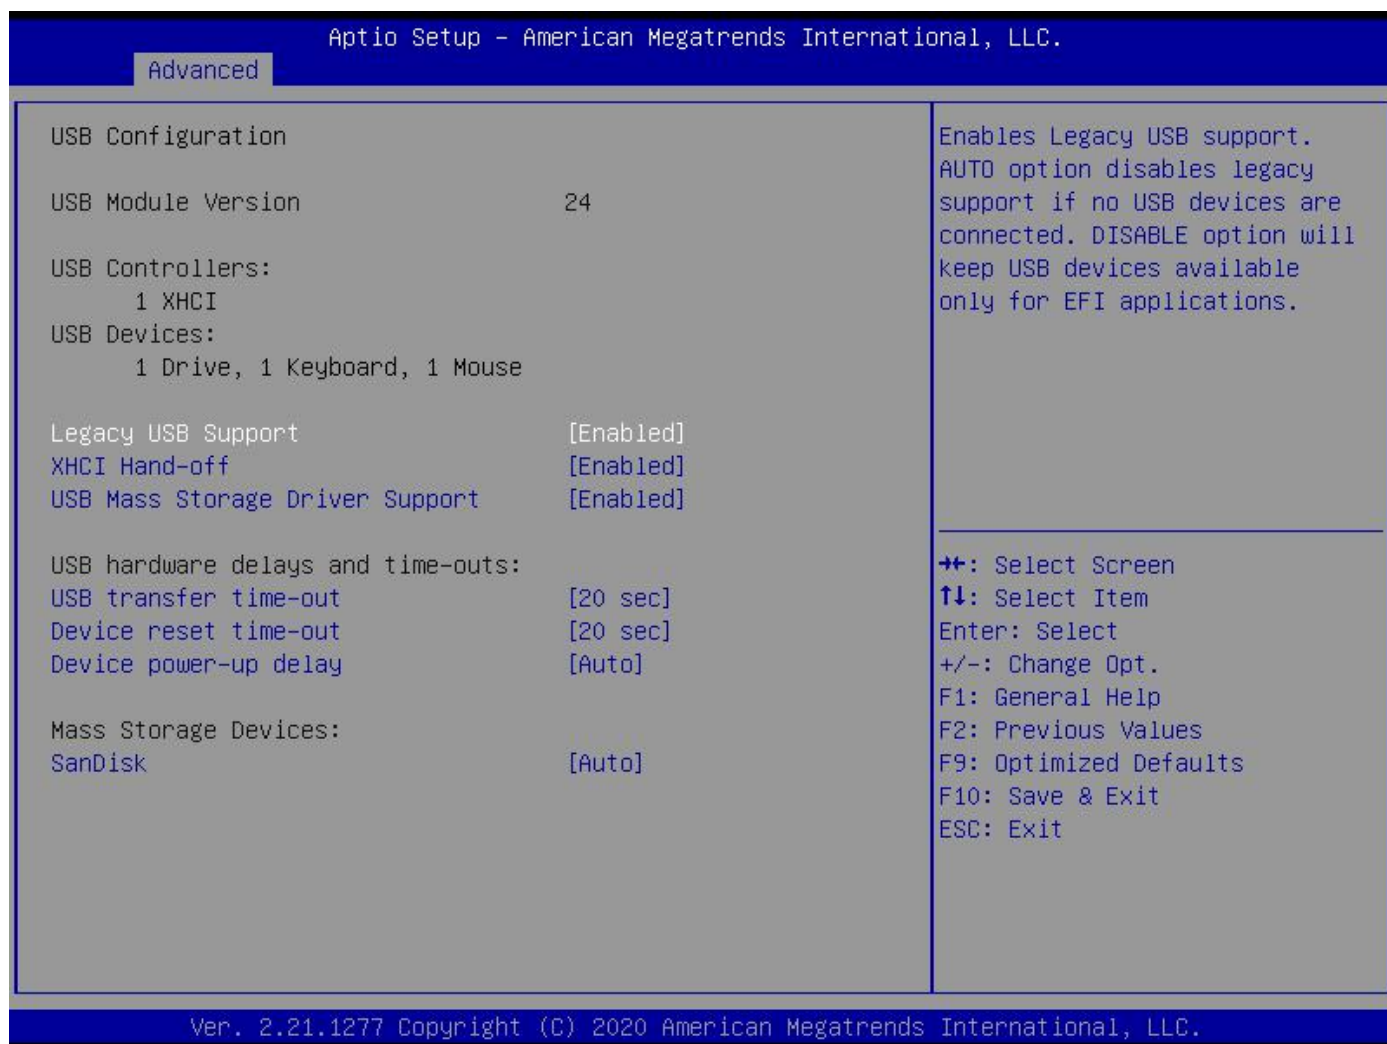 Aptio Setup – American Megatrends International, LLC.
Advanced
USB Configuration
USB Module Version 24
USB Controllers:
1 XHCI
USB Devices:
1 Drive, 1 Keyboard, 1 Mouse
Legacy USB Support [Enabled]
XHCI Hand-off [Enabled]
USB Mass Storage Driver Support [Enabled]
USB hardware delays and time-outs:
USB transfer time-out [20 sec]
Device reset time-out [20 sec]
Device power-up delay [Auto]
Mass Storage Devices:
SanDisk [Auto]
Enables Legacy USB support.
AUTO option disables legacy
support if no USB devices are
connected. DISABLE option will
keep USB devices available
only for EFI applications.
→←: Select Screen
↑↓: Select Item
Enter: Select
+/-: Change Opt.
F1: General Help
F2: Previous Values
F9: Optimized Defaults
F10: Save & Exit
ESC: Exit
Ver. 2.21.1277 Copyright (C) 2020 American Megatrends International, LLC.